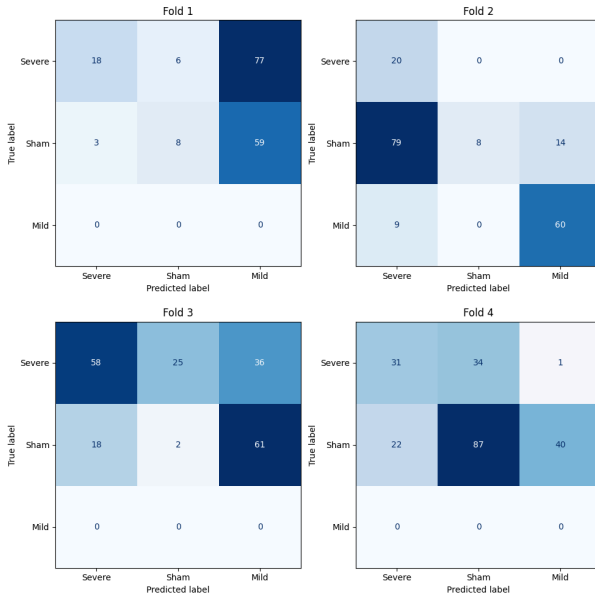 Fold 1
Severe 18 6 77
Sham 3 8 59
Mild 0 0 0
True label
Severe Sham Mild
Predicted label
Fold 2
Severe 20 0 0
Sham 79 8 14
Mild 9 0 60
True label
Severe Sham Mild
Predicted label
Fold 3
Severe 58 25 36
Sham 18 2 61
Mild 0 0 0
True label
Severe Sham Mild
Predicted label
Fold 4
Severe 31 34 1
Sham 22 87 40
Mild 0 0 0
True label
Severe Sham Mild
Predicted label